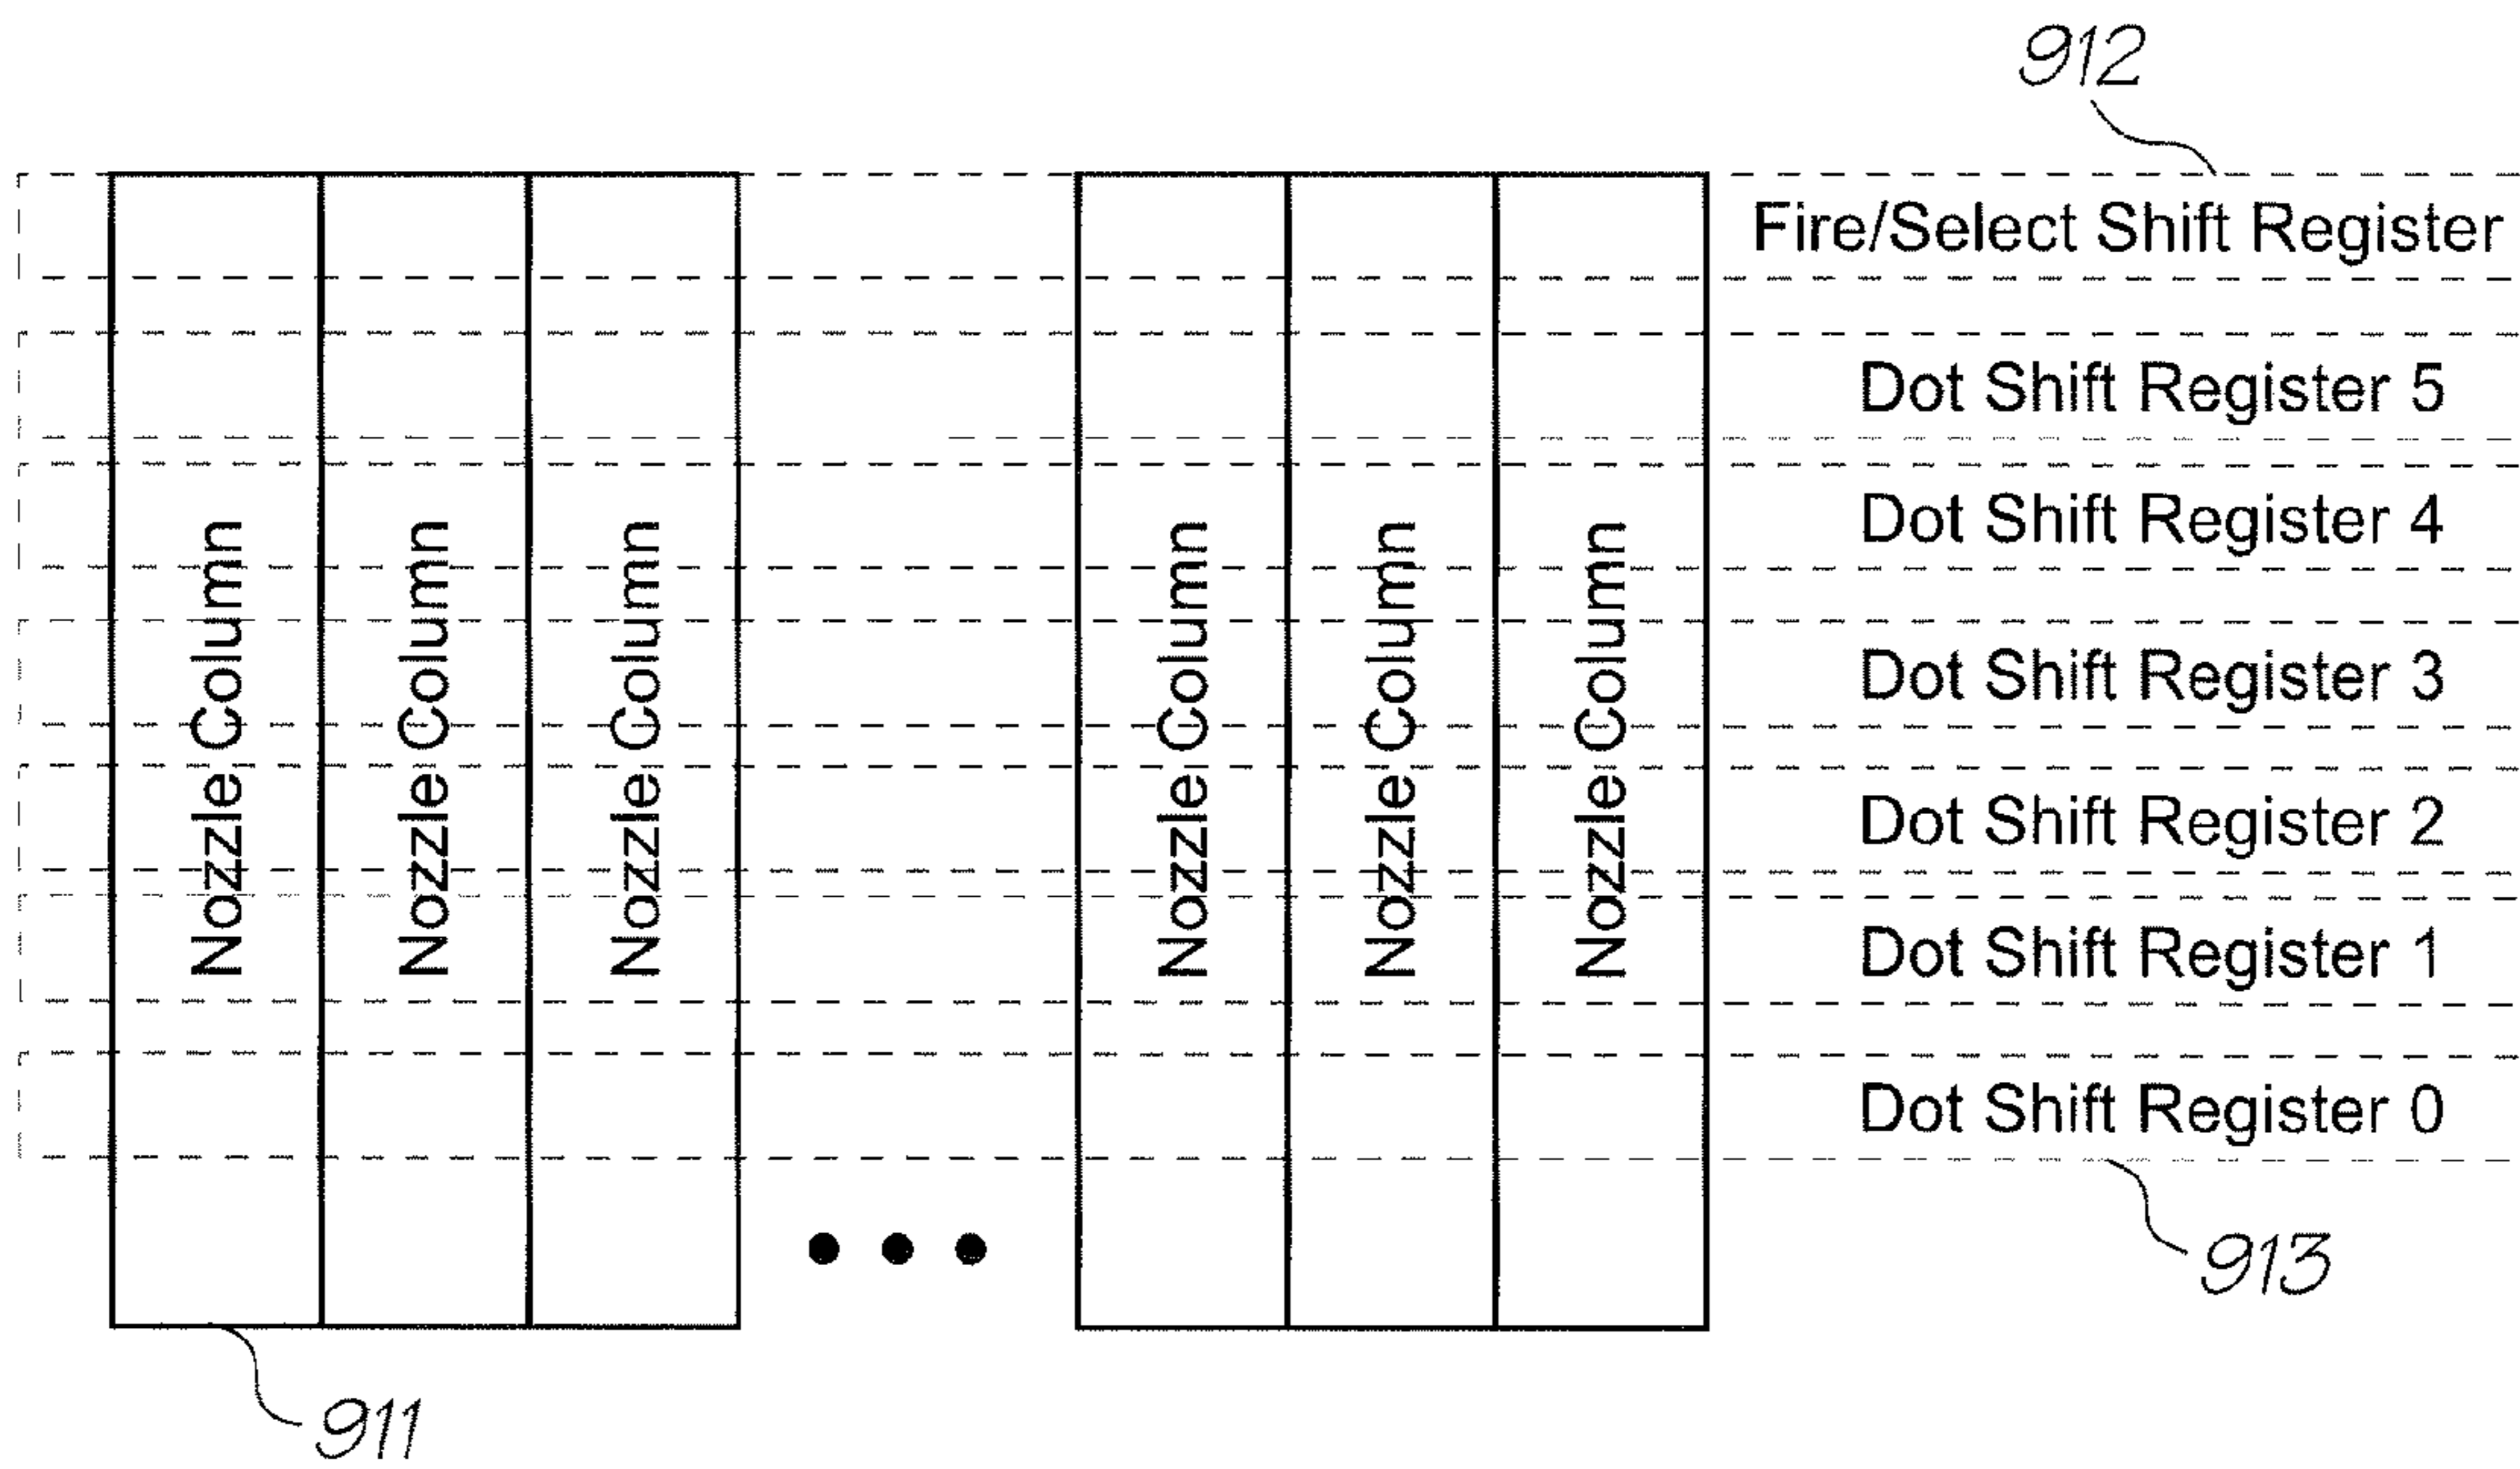 912
Fire/Select Shift Register
Dot Shift Register 5
Dot Shift Register 4
Dot Shift Register 3
Dot Shift Register 2
Dot Shift Register 1
Dot Shift Register 0
Nozzle Column
Nozzle Column
Nozzle Column
Nozzle Column
Nozzle Column
Nozzle Column
913
911